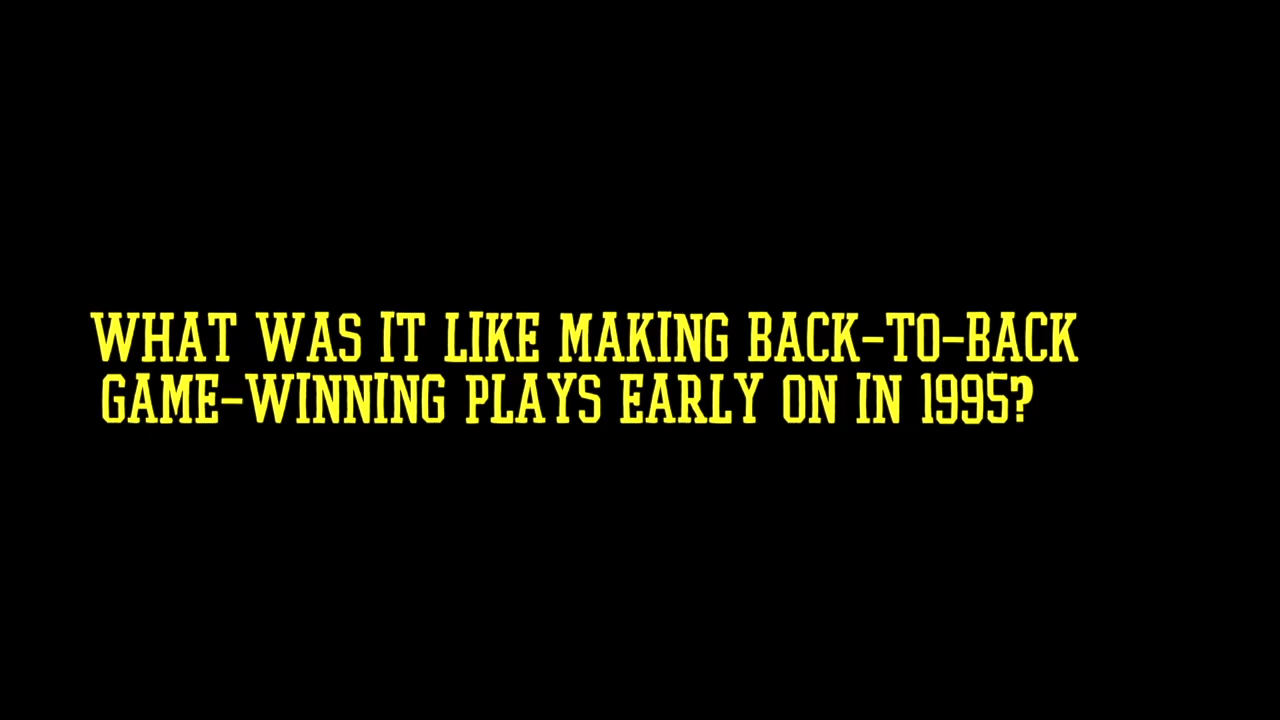 WHAT WAS IT LIKE MAKING BACK-TO-BACK
GAME-WINNING PLAYS EARLY ON IN 1995?